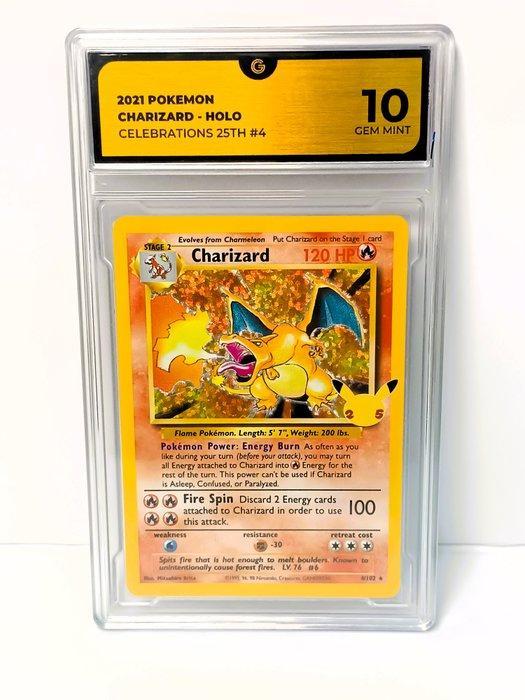 G
2021 POKEMON
CHARIZARD - HOLO
CELEBRATIONS 25TH #4
10
GEM MINT
Evolves from Charmeleon Put Charizard on the Stage 1 card
STAGE 2
Charizard 120 HP
25
Flame Pokémon. Length: 5' 7", Weight: 200 lbs.
Pokémon Power: Energy Burn As often as you
like during your turn (before your attack), you may turn
all Energy attached to Charizard into Energy for the
rest of the turn. This power can't be used if Charizard
is Asleep, Confused, or Paralyzed.
Fire Spin Discard 2 Energy cards
attached to Charizard in order to use 100
this attack.
weakness resistance retreat cost
-30
Spits fire that is hot enough to melt boulders. Known to
unintentionally cause forest fires. LV. 76 #6
Illus. Mitsuhiro Arita ©1995, 96, 98 Nintendo, Creatures, GAMEFREAK. 4/102